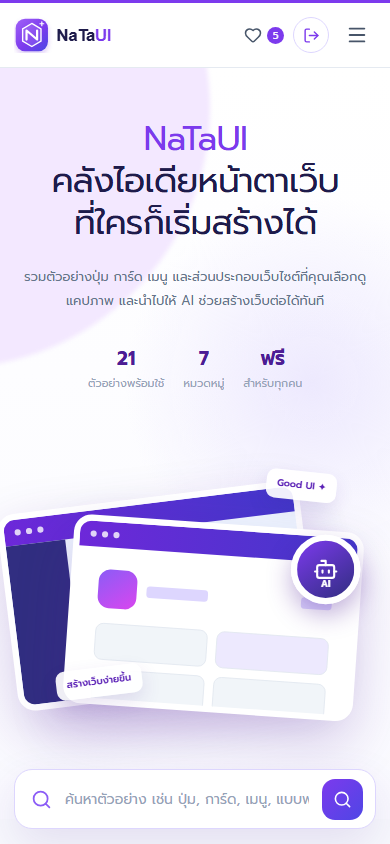 NaTaUI
5
NaTaUI
คลังไอเดียหน้าตาเว็บ
ที่ใครก็เริ่มสร้างได้
รวมตัวอย่างปุ่ม การ์ด เมนู และส่วนประกอบเว็บไซต์ที่คุณเลือกดู
แคปภาพ และนำไปให้ AI ช่วยสร้างเว็บต่อได้ทันที
21 7 ฟรี
ตัวอย่างพร้อมใช้ หมวดหมู่ สำหรับทุกคน
Good UI ✦
AI
สร้างเว็บง่ายขึ้น
ค้นหาตัวอย่าง เช่น ปุ่ม, การ์ด, เมนู, แบบฟ